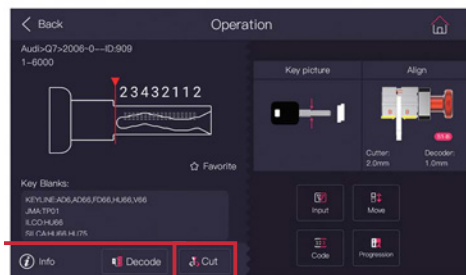 Back
Operation
Audi>Q7>2006-0---ID:909
1-6000
23432112
Favorite
Key Blanks:
KEYLINE:AD6,AD66,FD66,HU66,V66
JMA:TP01
ILCO:HU66
SILCA:HU66,HU75
Info
Decode
Cut
Key picture
Align
S1-B
Cutter:
2.0mm
Decoder:
1.0mm
Input
Move
Code
Progression